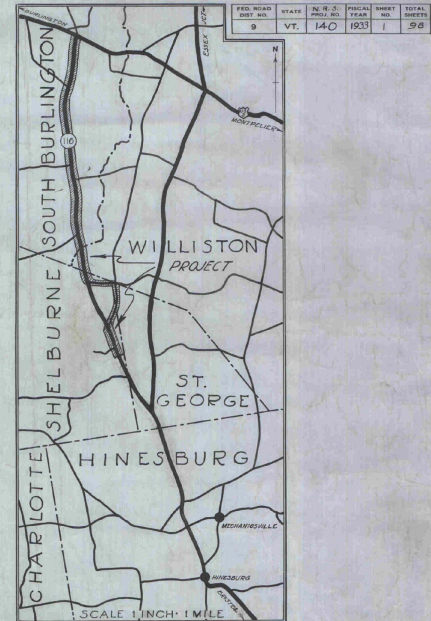 FED. ROAD DIST. NO. STATE N. R. S. PROJ. NO. FISCAL YEAR SHEET NO. TOTAL SHEETS
9 VT. 140 1933 1 98
BURLINGTON
ESSEX JCT.
N
MONTPELIER
116
SOUTH BURLINGTON
WILLISTON
PROJECT
SHELBURNE
ST. GEORGE
HINESBURG
CHARLOTTE
MECHANICSVILLE
HINESBURG
BRISTOL
SCALE 1 INCH = 1 MILE